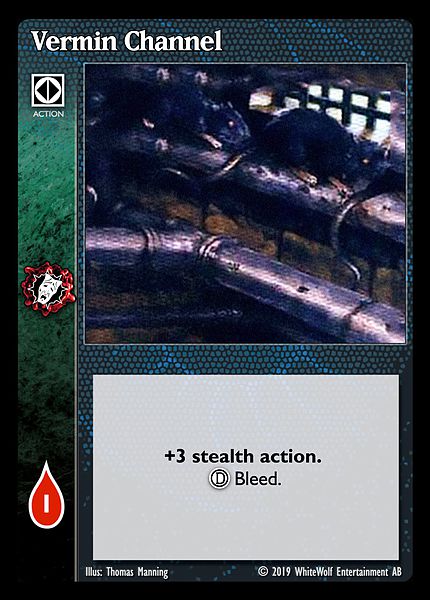 Vermin Channel
ACTION
+3 stealth action.
Ⓓ Bleed.
1
Illus: Thomas Manning © 2019 WhiteWolf Entertainment AB